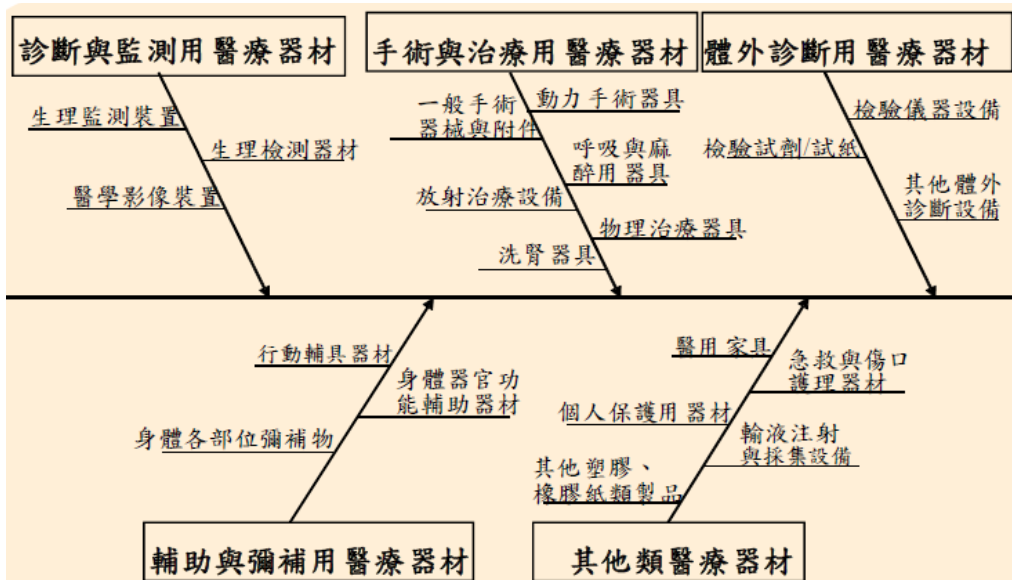 診斷與監測用醫療器材
生理監測裝置
生理檢測器材
醫學影像裝置
手術與治療用醫療器材
一般手術
器械與附件
動力手術器具
呼吸與麻
醉用器具
放射治療設備
物理治療器具
洗腎器具
體外診斷用醫療器材
檢驗儀器設備
檢驗試劑/試紙
其他體外
診斷設備
行動輔具器材
身體器官功
能輔助器材
身體各部位彌補物
輔助與彌補用醫療器材
醫用家具
急救與傷口
護理器材
個人保護用器材
輸液注射
與採集設備
其他塑膠、
橡膠紙類製品
其他類醫療器材